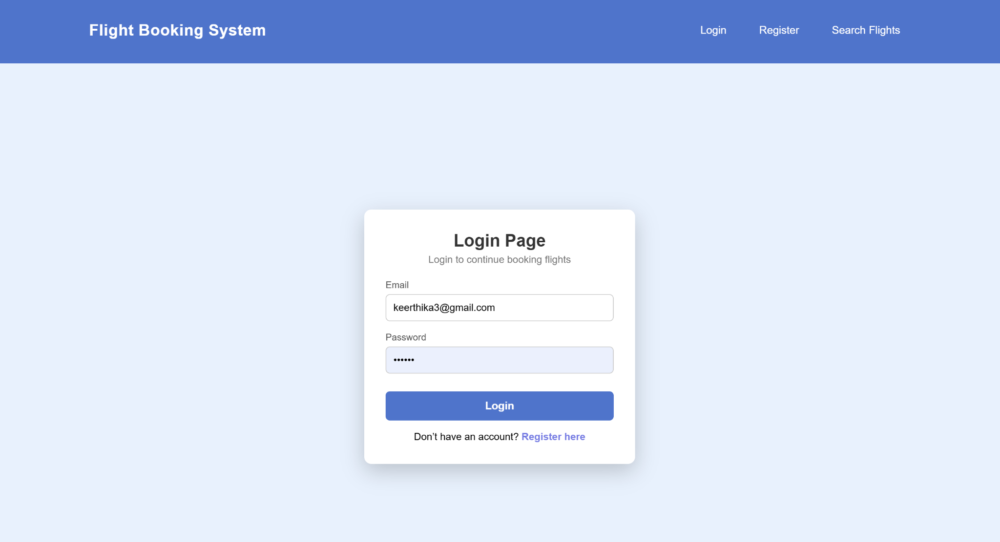 Flight Booking System
Login Register Search Flights
Login Page
Login to continue booking flights
Email
keerthika3@gmail.com
Password
••••••
Login
Don’t have an account? Register here